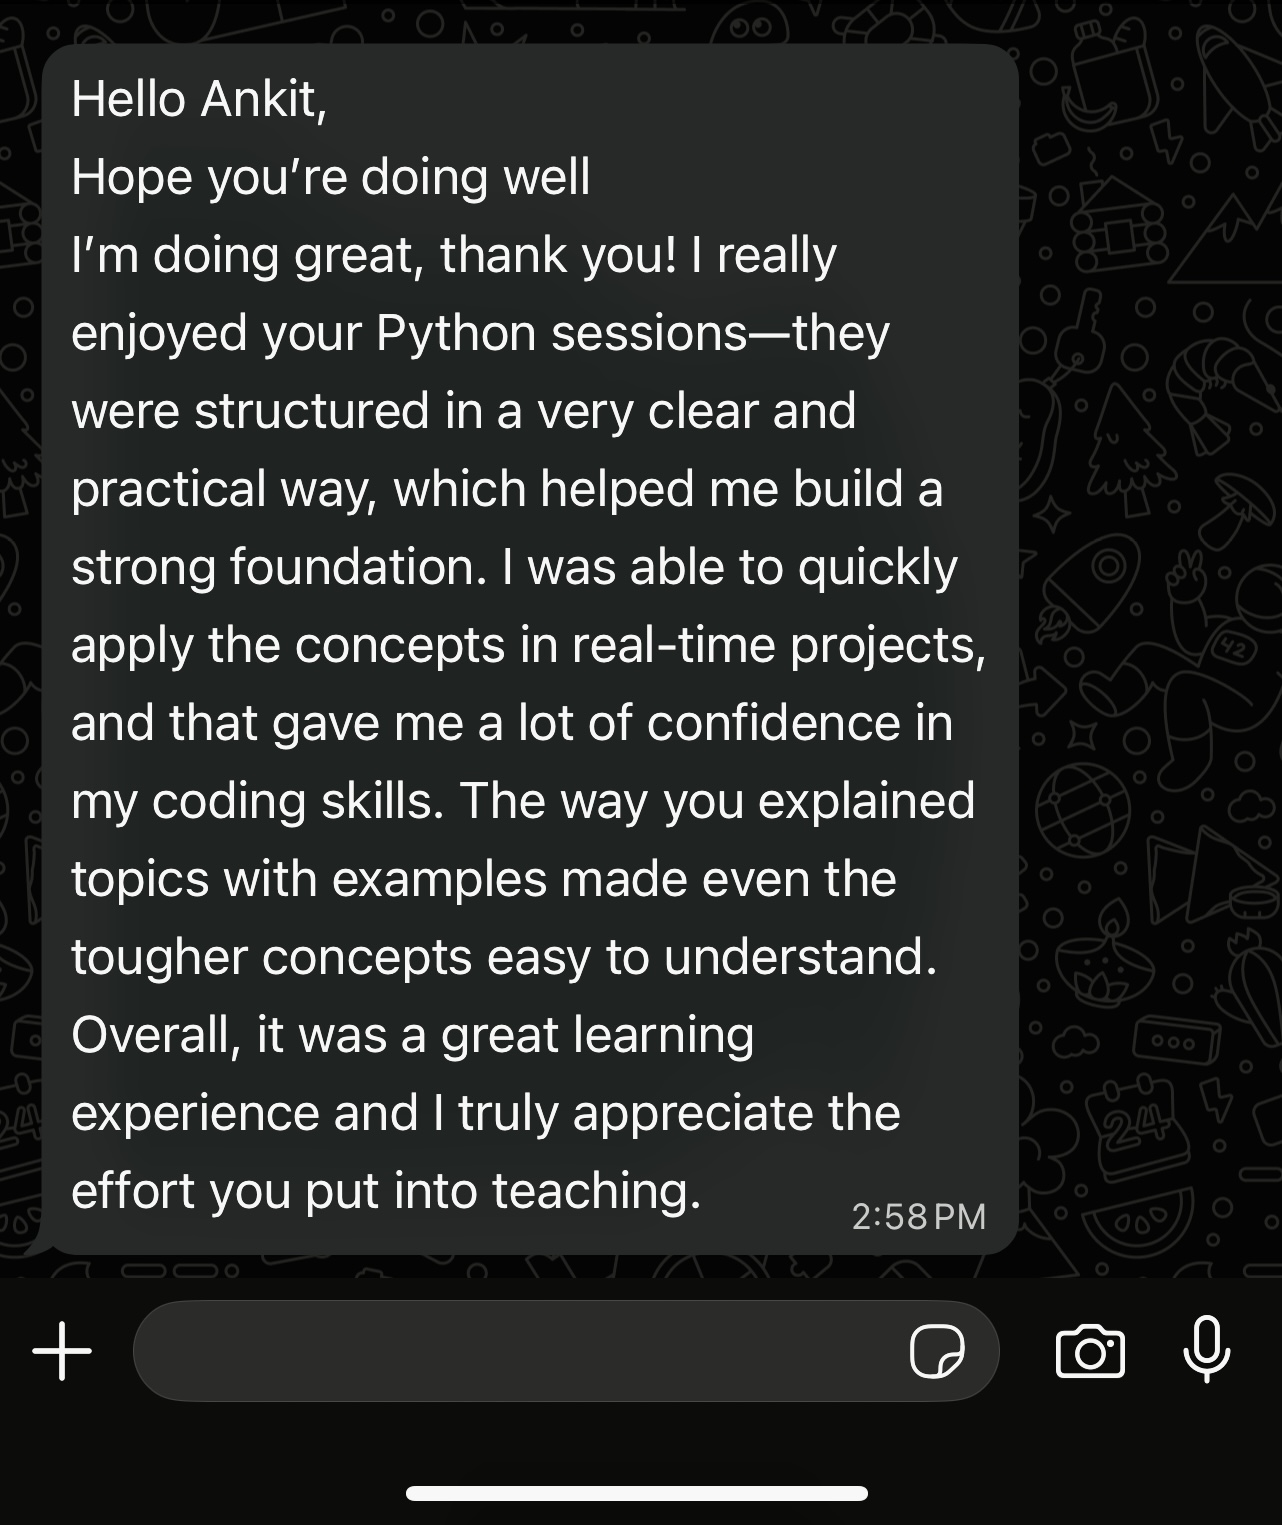 Hello Ankit,
Hope you’re doing well
I’m doing great, thank you! I really
enjoyed your Python sessions—they
were structured in a very clear and
practical way, which helped me build a
strong foundation. I was able to quickly
apply the concepts in real-time projects,
and that gave me a lot of confidence in
my coding skills. The way you explained
topics with examples made even the
tougher concepts easy to understand.
Overall, it was a great learning
experience and I truly appreciate the
effort you put into teaching.
2:58 PM
42
24
24